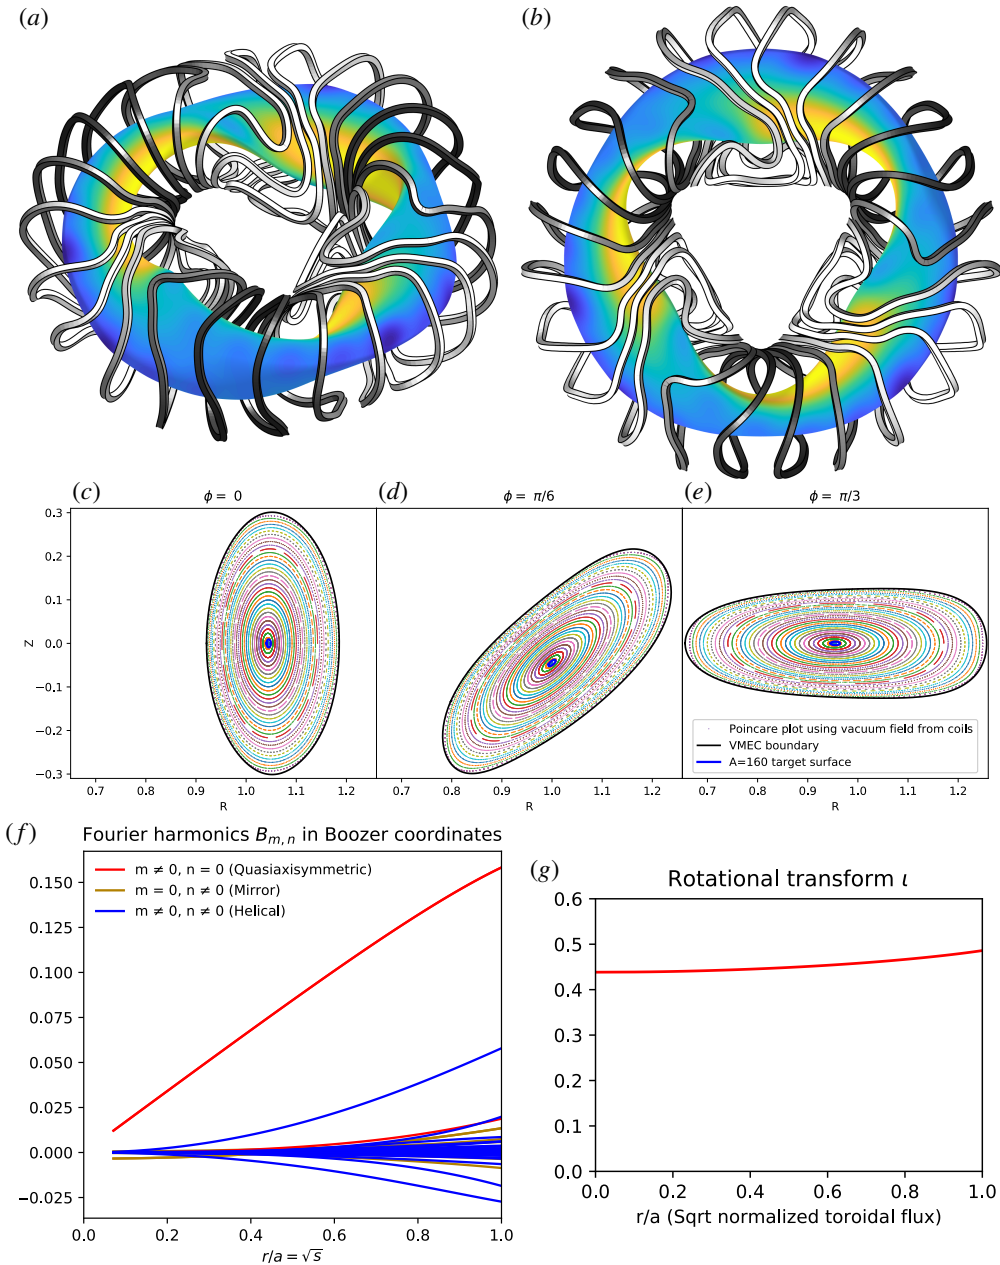 (a)
(b)
(c)
ϕ = 0
(d)
ϕ = π/6
(e)
ϕ = π/3
0.3
0.2
0.1
0.0
−0.1
−0.2
−0.3
Z
Poincare plot using vacuum field from coils
VMEC boundary
A=160 target surface
0.7 0.8 0.9 1.0 1.1 1.2
0.7 0.8 0.9 1.0 1.1 1.2
0.7 0.8 0.9 1.0 1.1 1.2
R
R
R
(f)
Fourier harmonics B_{m,n} in Boozer coordinates
m ≠ 0, n = 0 (Quasiaxisymmetric)
m = 0, n ≠ 0 (Mirror)
m ≠ 0, n ≠ 0 (Helical)
0.150
0.125
0.100
0.075
0.050
0.025
0.000
−0.025
0.0 0.2 0.4 0.6 0.8 1.0
r/a = √s
(g)
Rotational transform ι
0.6
0.5
0.4
0.3
0.2
0.1
0.0
0.0 0.2 0.4 0.6 0.8 1.0
r/a (Sqrt normalized toroidal flux)